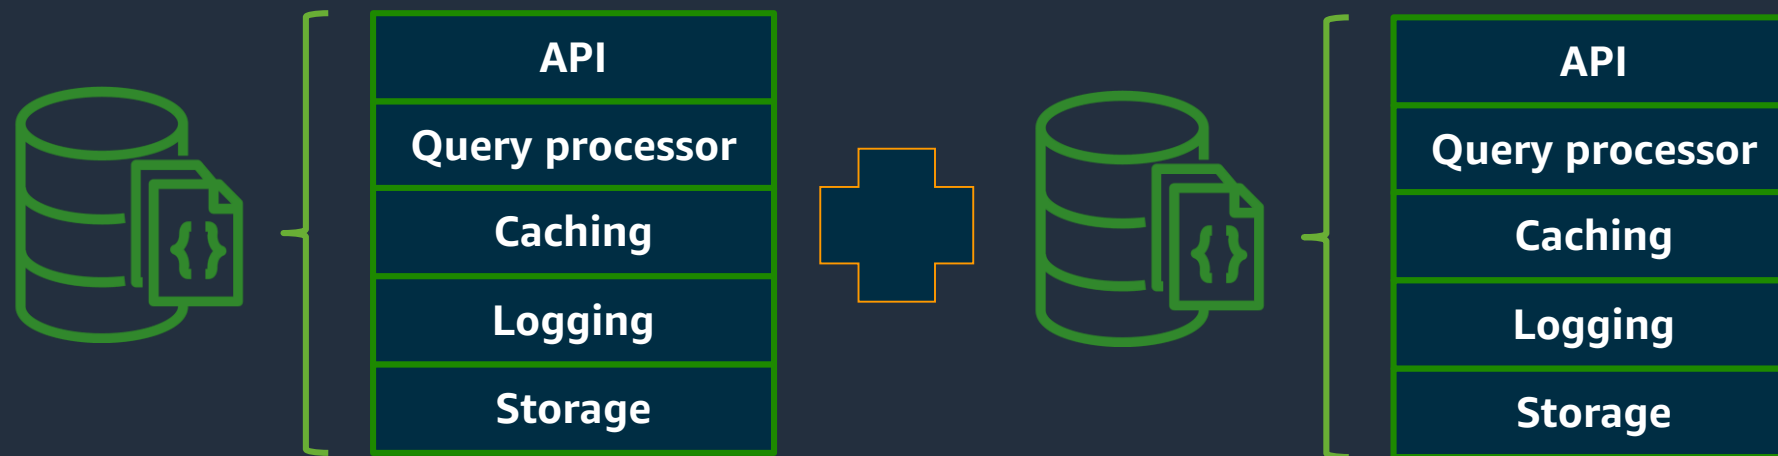 API
Query processor
Caching
Logging
Storage
{}
API
Query processor
Caching
Logging
Storage
{}